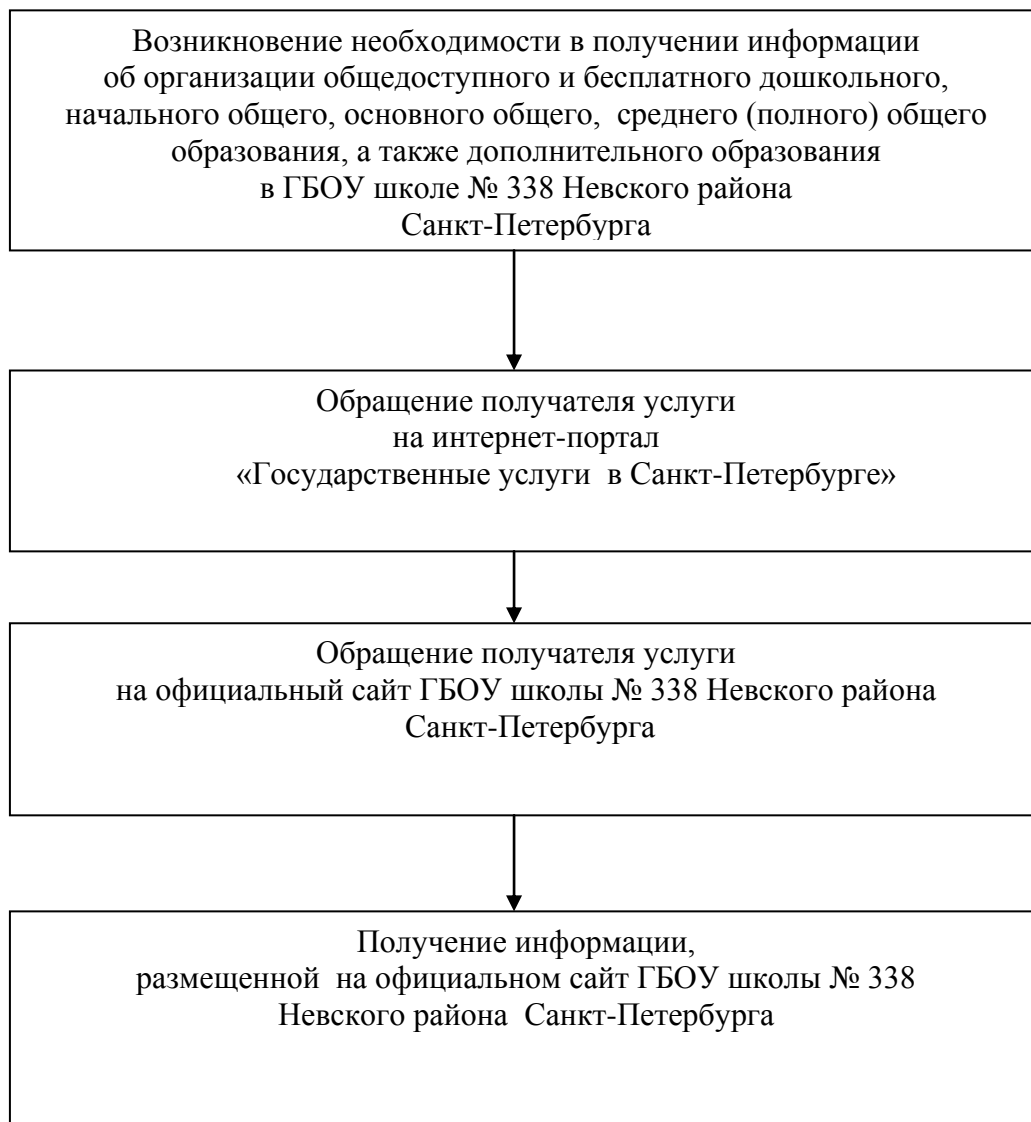 Возникновение необходимости в получении информации
об организации общедоступного и бесплатного дошкольного,
начального общего, основного общего, среднего (полного) общего
образования, а также дополнительного образования
в ГБОУ школе № 338 Невского района
Санкт-Петербурга
Обращение получателя услуги
на интернет-портал
«Государственные услуги в Санкт-Петербурге»
Обращение получателя услуги
на официальный сайт ГБОУ школы № 338 Невского района
Санкт-Петербурга
Получение информации,
размещенной на официальном сайт ГБОУ школы № 338
Невского района Санкт-Петербурга